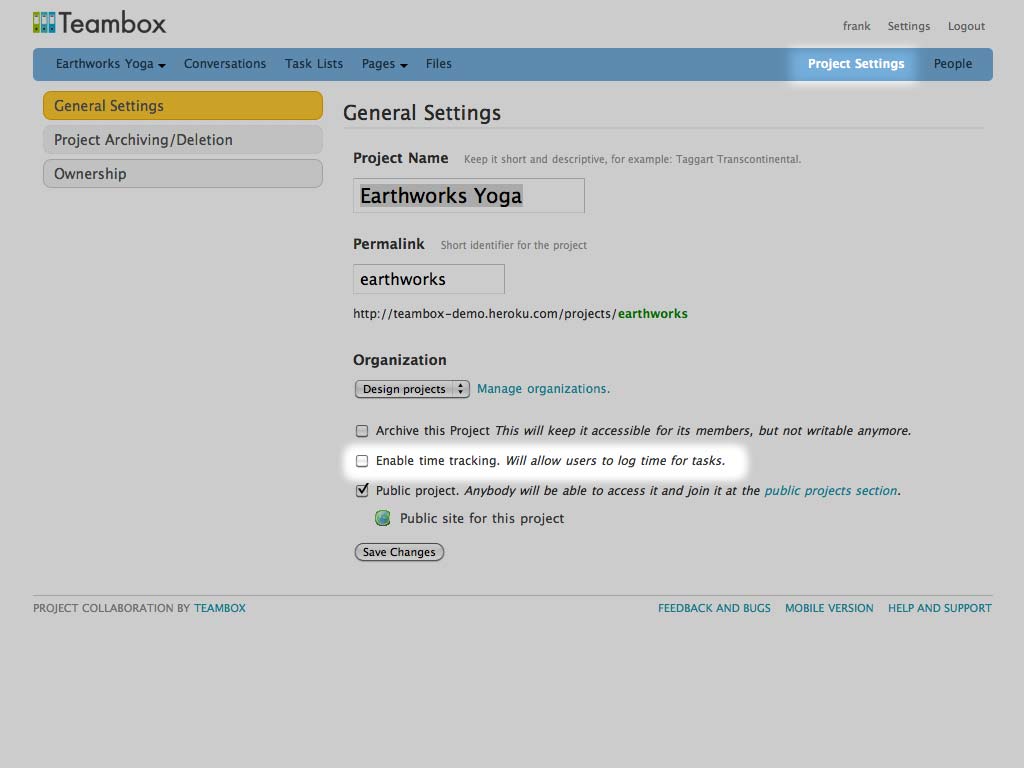 Teambox
frank Settings Logout
Earthworks Yoga Conversations Task Lists Pages Files Project Settings People
General Settings
Project Archiving/Deletion
Ownership
General Settings
Project Name Keep it short and descriptive, for example: Taggart Transcontinental.
Earthworks Yoga
Permalink Short identifier for the project
earthworks
http://teambox-demo.heroku.com/projects/earthworks
Organization
Design projects Manage organizations.
Archive this Project This will keep it accessible for its members, but not writable anymore.
Enable time tracking. Will allow users to log time for tasks.
Public project. Anybody will be able to access it and join it at the public projects section.
Public site for this project
Save Changes
PROJECT COLLABORATION BY TEAMBOX FEEDBACK AND BUGS MOBILE VERSION HELP AND SUPPORT